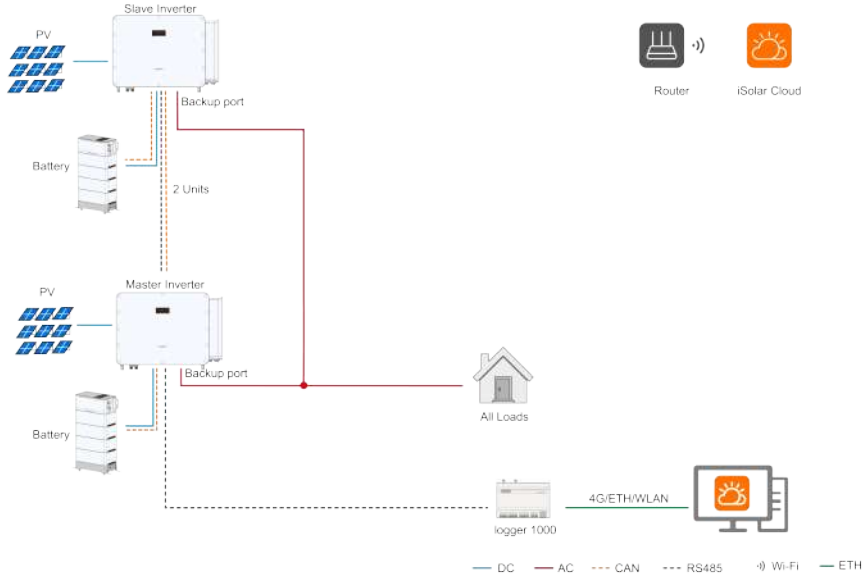 Slave Inverter
PV
Router
iSolar Cloud
Backup port
Battery
2 Units
Master Inverter
PV
Backup port
All Loads
Battery
4G/ETH/WLAN
logger 1000
DC
AC
CAN
RS485
Wi-Fi
ETH